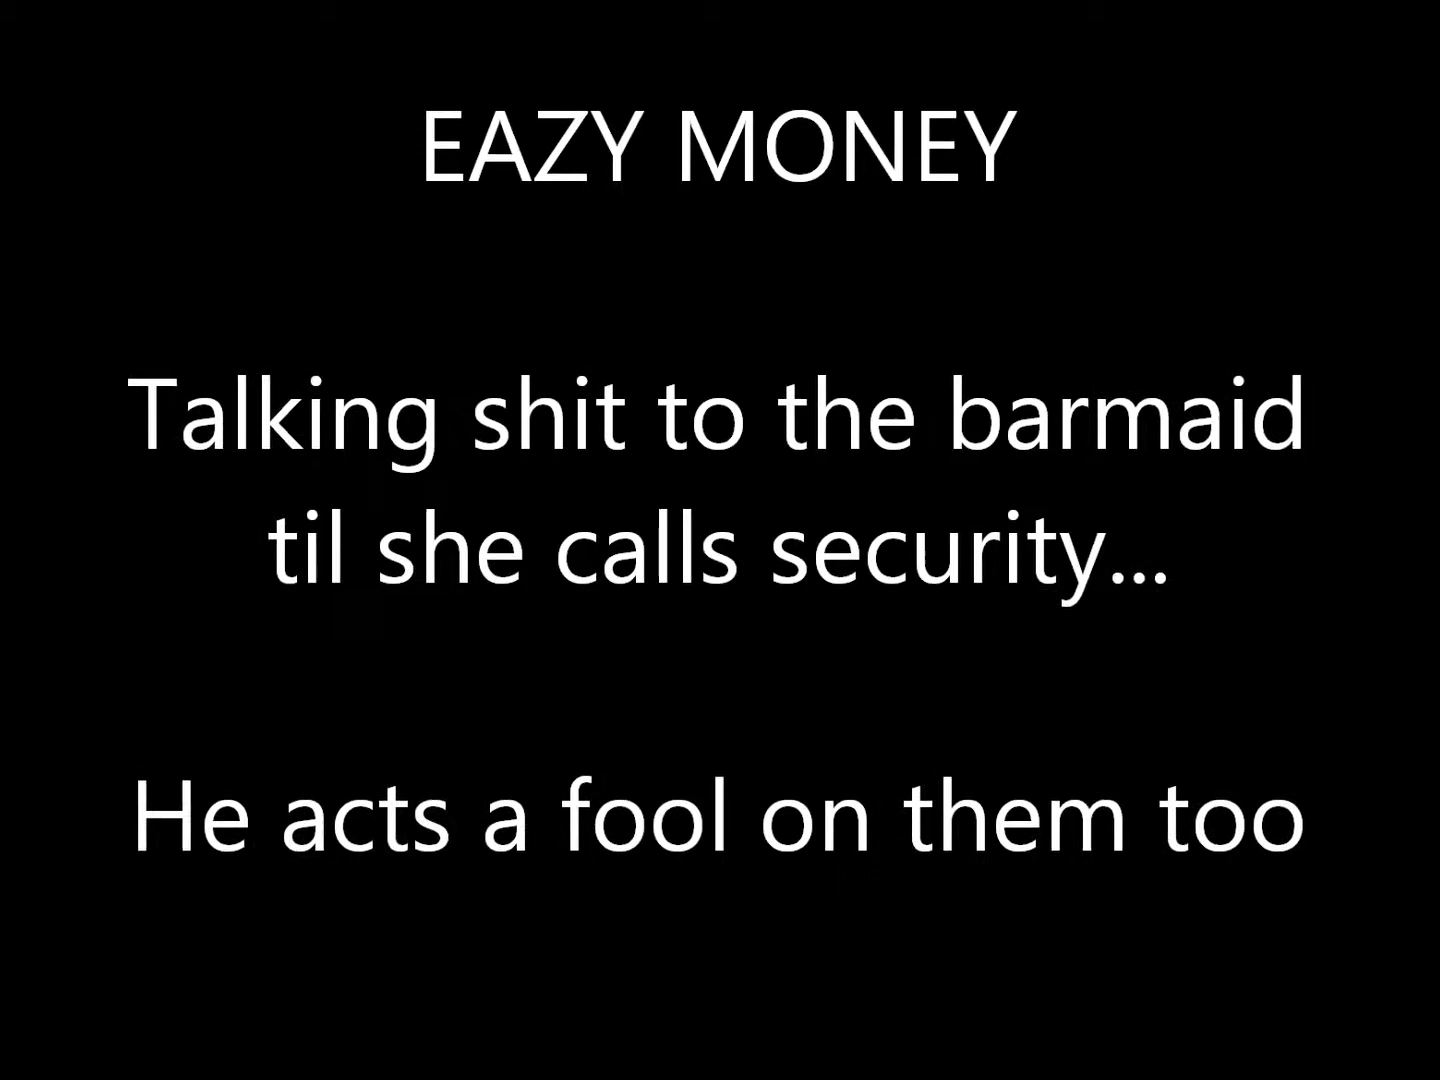 EAZY MONEY
Talking shit to the barmaid
til she calls security...
He acts a fool on them too